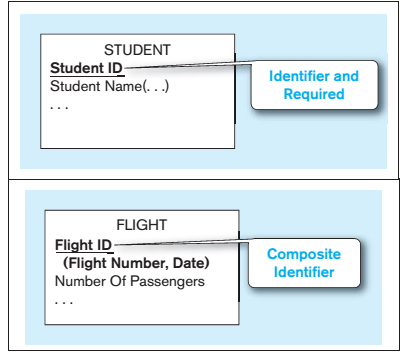 STUDENT
Student ID
Student Name(. . .)
. . .
Identifier and
Required
FLIGHT
Flight ID
(Flight Number, Date)
Number Of Passengers
. . .
Composite
Identifier